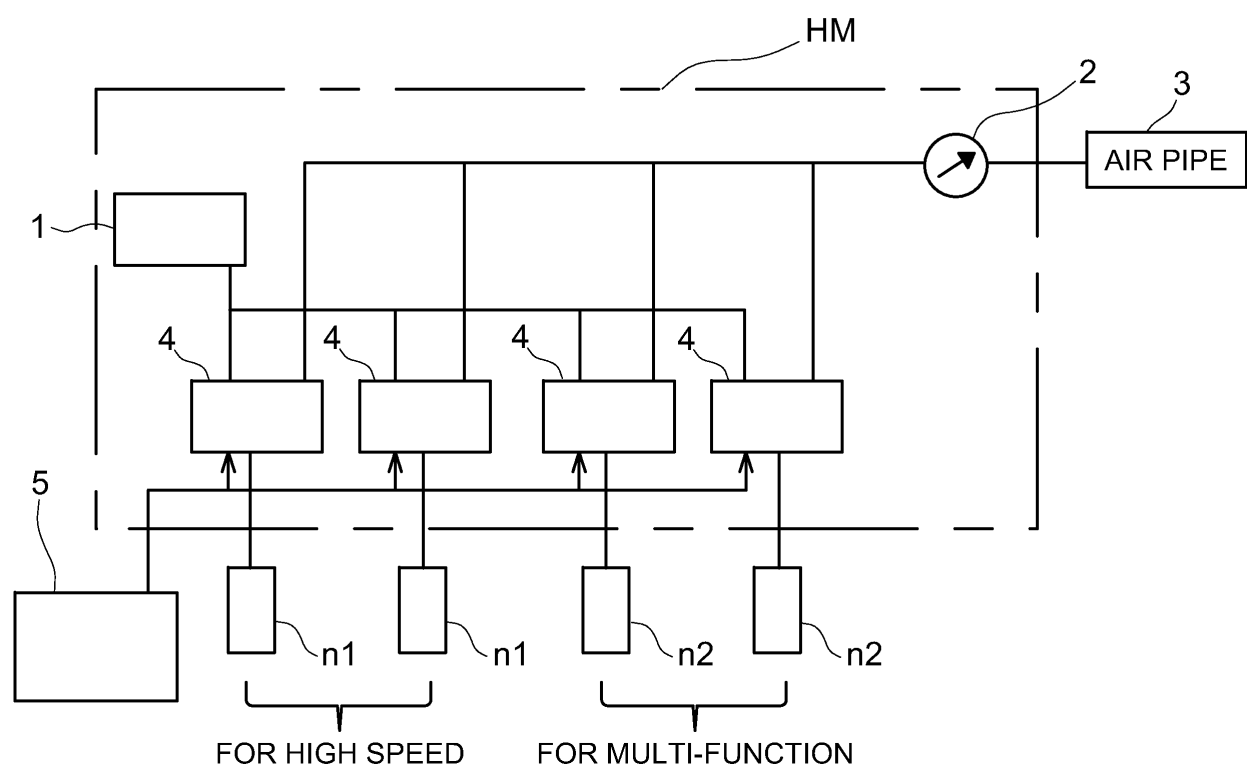 HM
2
3
AIR PIPE
1
4
4
4
4
5
n1
n1
n2
n2
FOR HIGH SPEED
FOR MULTI-FUNCTION